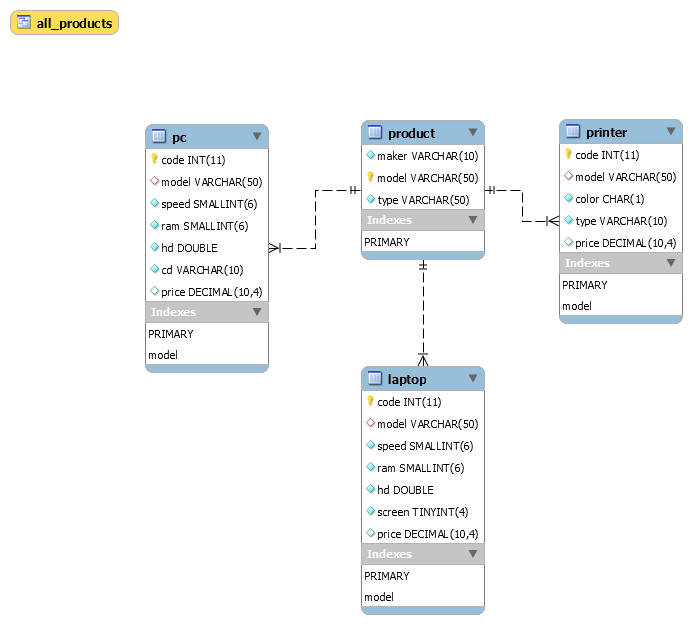 all_products
pc
code INT(11)
model VARCHAR(50)
speed SMALLINT(6)
ram SMALLINT(6)
hd DOUBLE
cd VARCHAR(10)
price DECIMAL(10,4)
Indexes
PRIMARY
model
product
maker VARCHAR(10)
model VARCHAR(50)
type VARCHAR(50)
Indexes
PRIMARY
printer
code INT(11)
model VARCHAR(50)
color CHAR(1)
type VARCHAR(10)
price DECIMAL(10,4)
Indexes
PRIMARY
model
laptop
code INT(11)
model VARCHAR(50)
speed SMALLINT(6)
ram SMALLINT(6)
hd DOUBLE
screen TINYINT(4)
price DECIMAL(10,4)
Indexes
PRIMARY
model